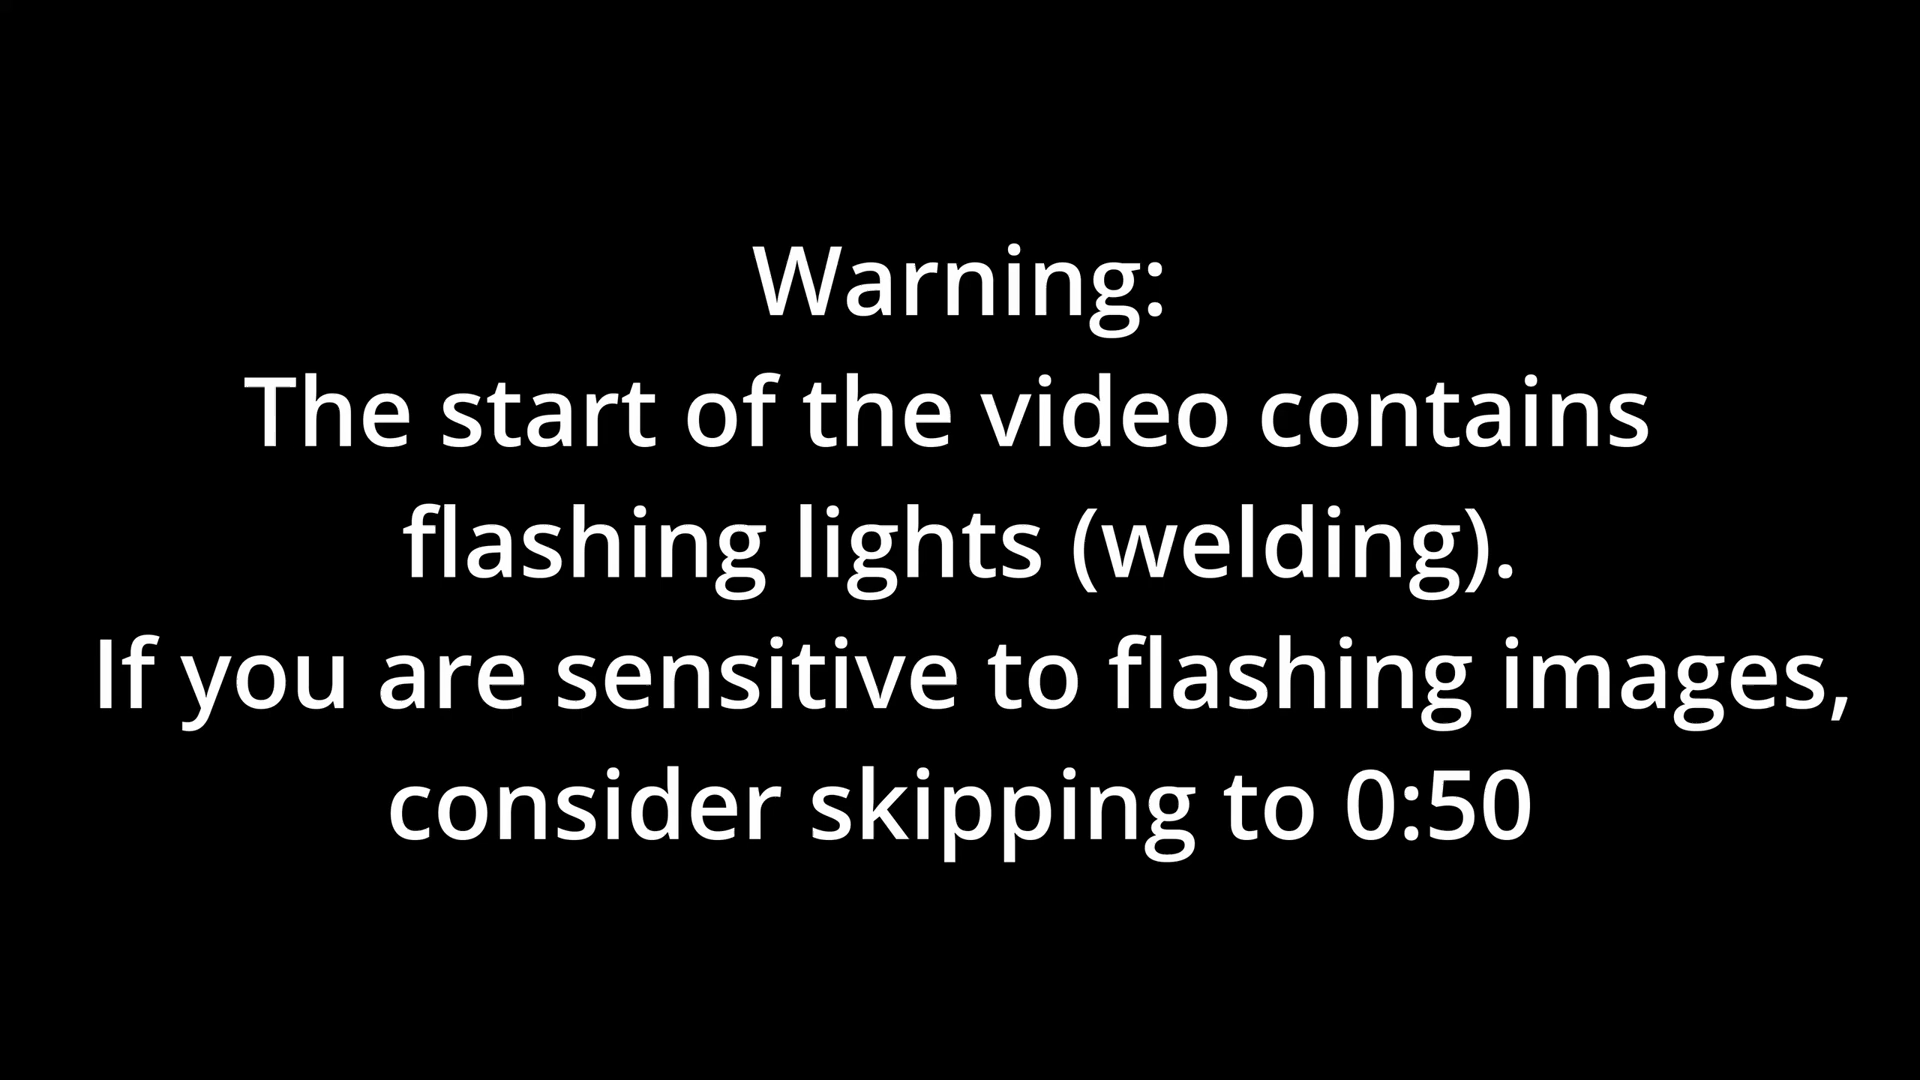 Warning:
The start of the video contains
flashing lights (welding).
If you are sensitive to flashing images,
consider skipping to 0:50